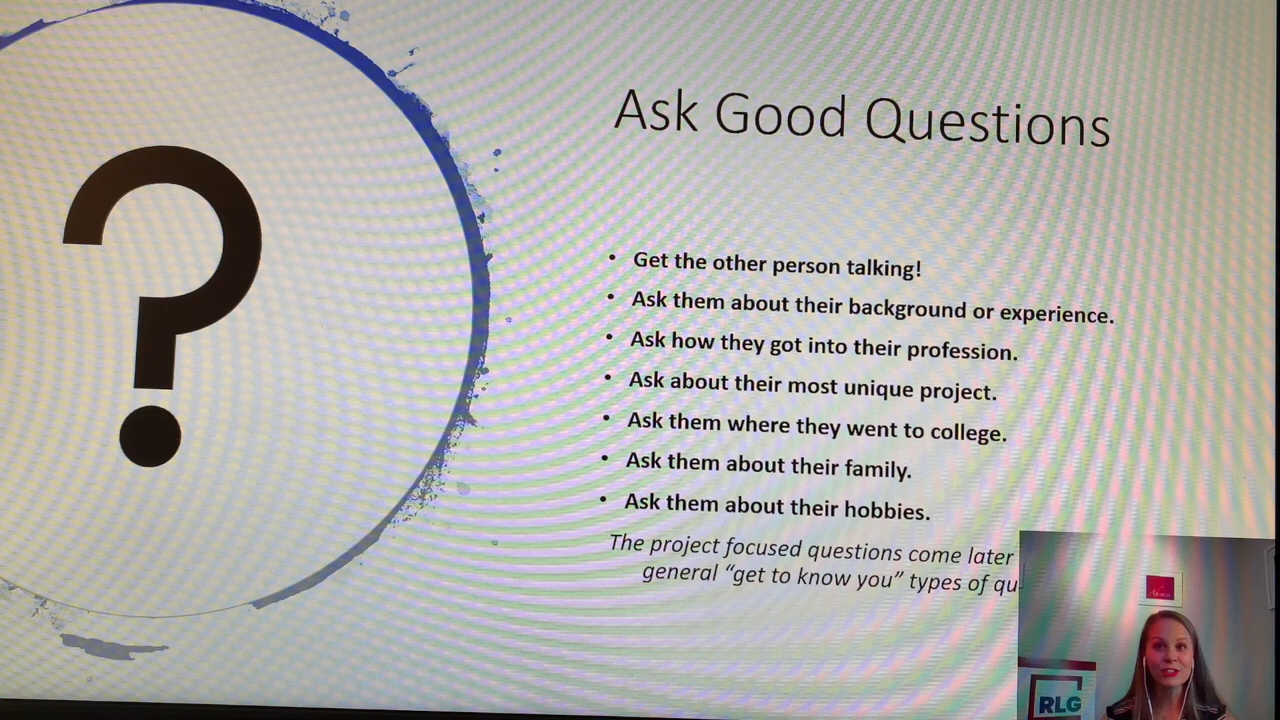 Ask Good Questions
• Get the other person talking!
• Ask them about their background or experience.
• Ask how they got into their profession.
• Ask about their most unique project.
• Ask them where they went to college.
• Ask them about their family.
• Ask them about their hobbies.
The project focused questions come later
general “get to know you” types of qu
RLG